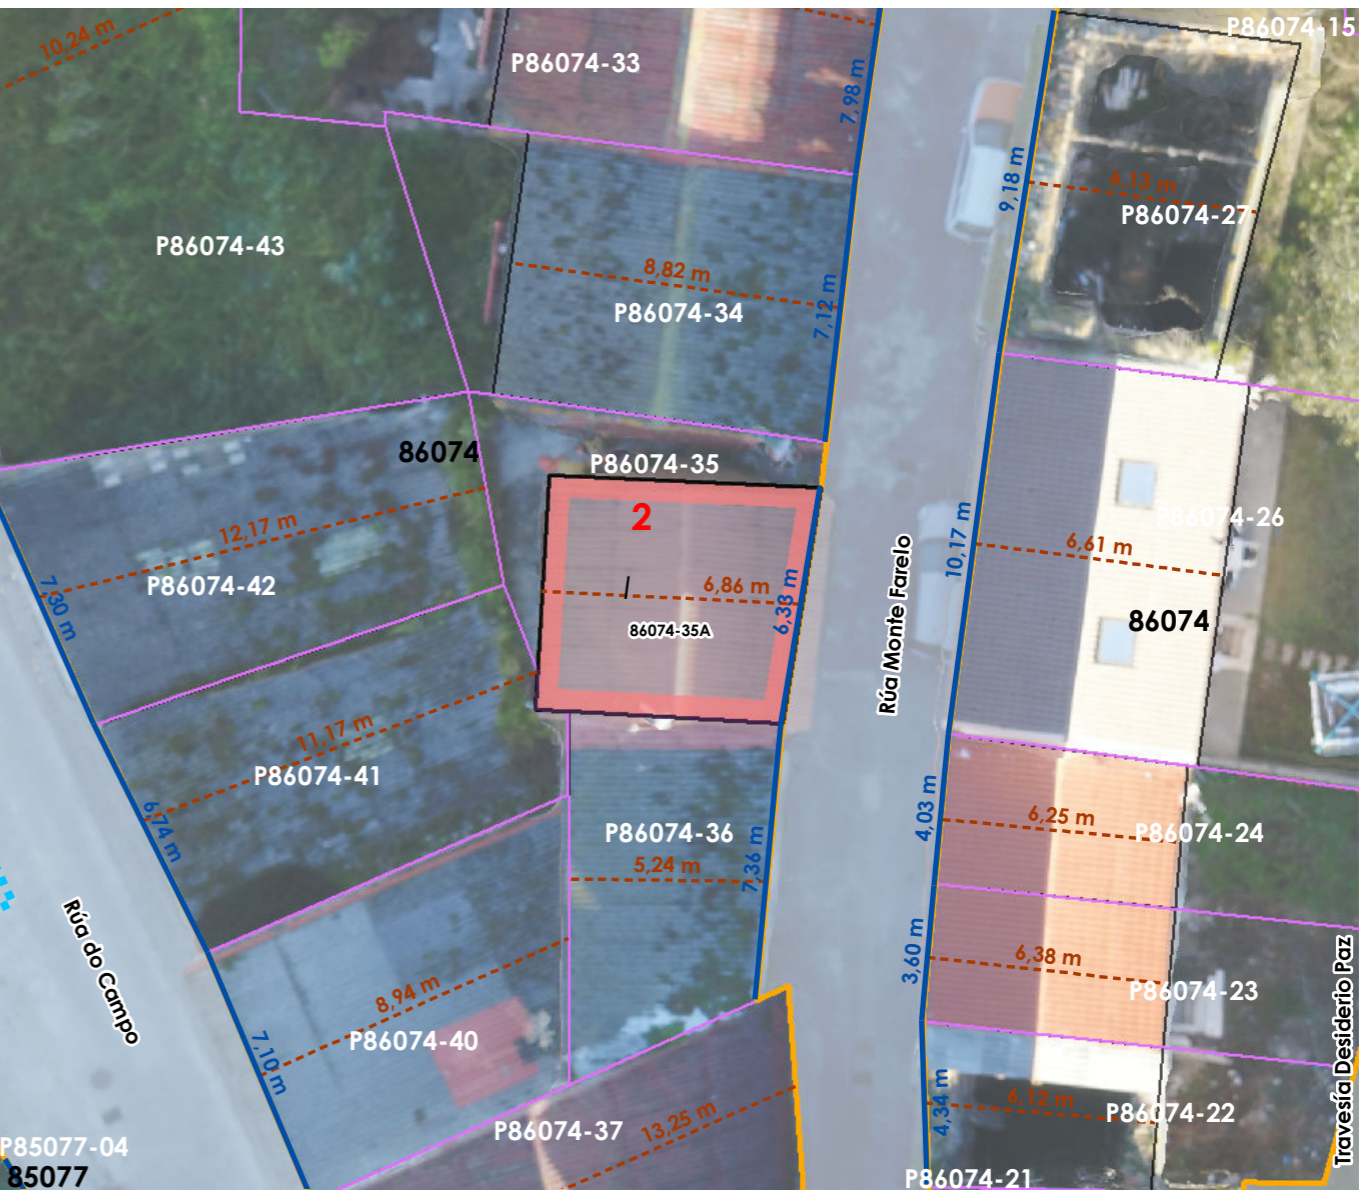 10,24 m
P86074-33
7,98 m
P86074-15
9,18 m
6,13 m
P86074-27
P86074-43
8,82 m
P86074-34
7,12 m
86074
P86074-35
2
12,17 m
P86074-42
7,30 m
6,86 m
86074-35A
6,33 m
Rúa Monte Farelo
10,17 m
P86074-26
6,61 m
86074
11,17 m
P86074-41
6,74 m
P86074-36
5,24 m
7,36 m
4,03 m
6,25 m
P86074-24
Rúa do Campo
8,94 m
P86074-40
7,10 m
3,60 m
6,38 m
P86074-23
Travesía Desiderio Paz
P86074-37
13,25 m
4,34 m
6,12 m
P86074-22
P86074-21
P85077-04
85077